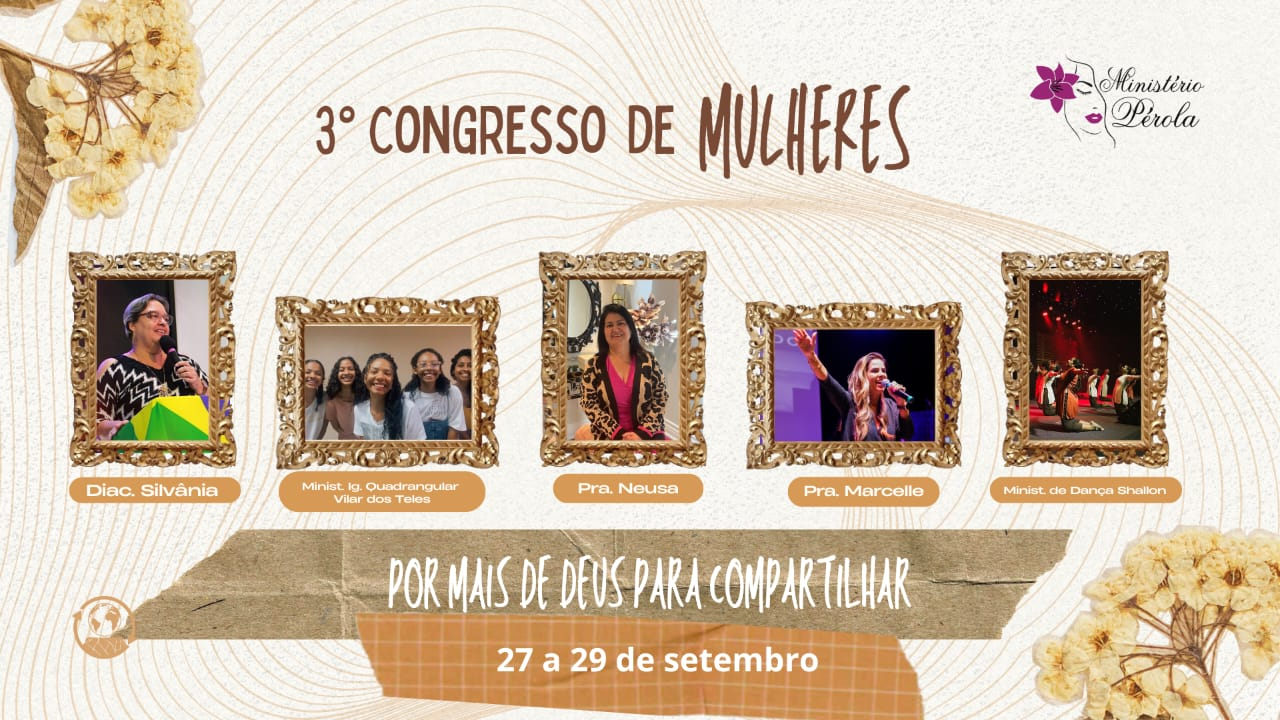 3° CONGRESSO DE MULHERES
Ministério
Pérola
Diac. Silvânia
Minist. Ig. Quadrangular
Vilar dos Teles
Pra. Neusa
Pra. Marcelle
Minist. de Dança Shallon
POR MAIS DE DEUS PARA COMPARTILHAR
27 a 29 de setembro